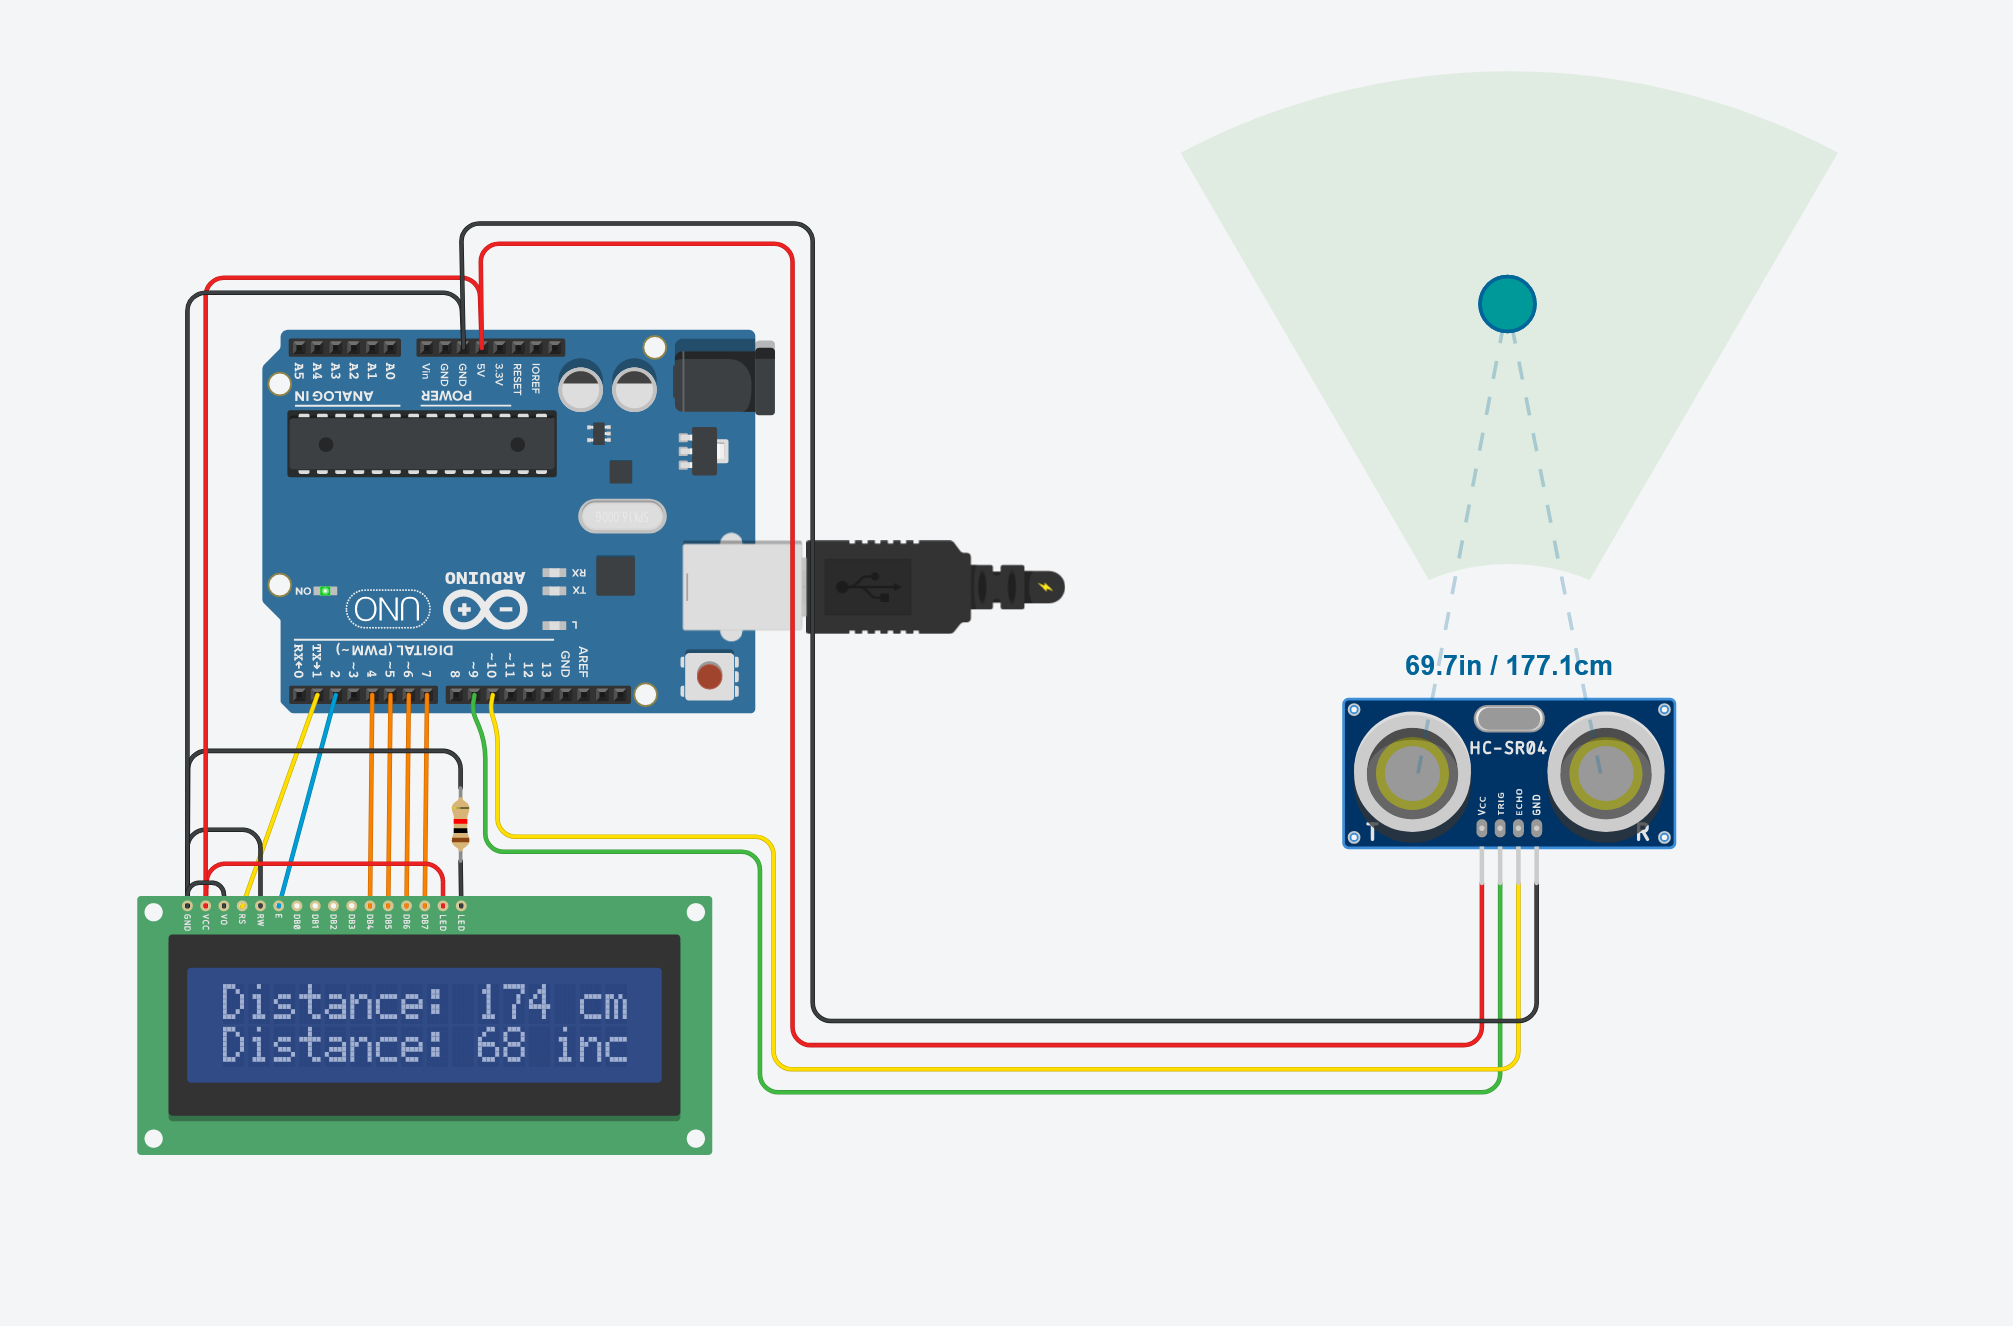 A5 A4 A3 A2 A1 A0
ANALOG IN
Vin GND GND 5V 3.3V RESET IOREF
POWER
SPK16.000G
ARDUINO
UNO
ON
RX
TX
L
DIGITAL (PWM~)
RX←0 TX→1 2 ~3 4 ~5 ~6 7 8 ~9 ~10 ~11 12 13 GND AREF
69.7in / 177.1cm
HC-SR04
VCC TRIG ECHO GND
T R
GND VCC VO RS RW E DB0 DB1 DB2 DB3 DB4 DB5 DB6 DB7 LED LED
Distance: 174 cm
Distance: 68 inc